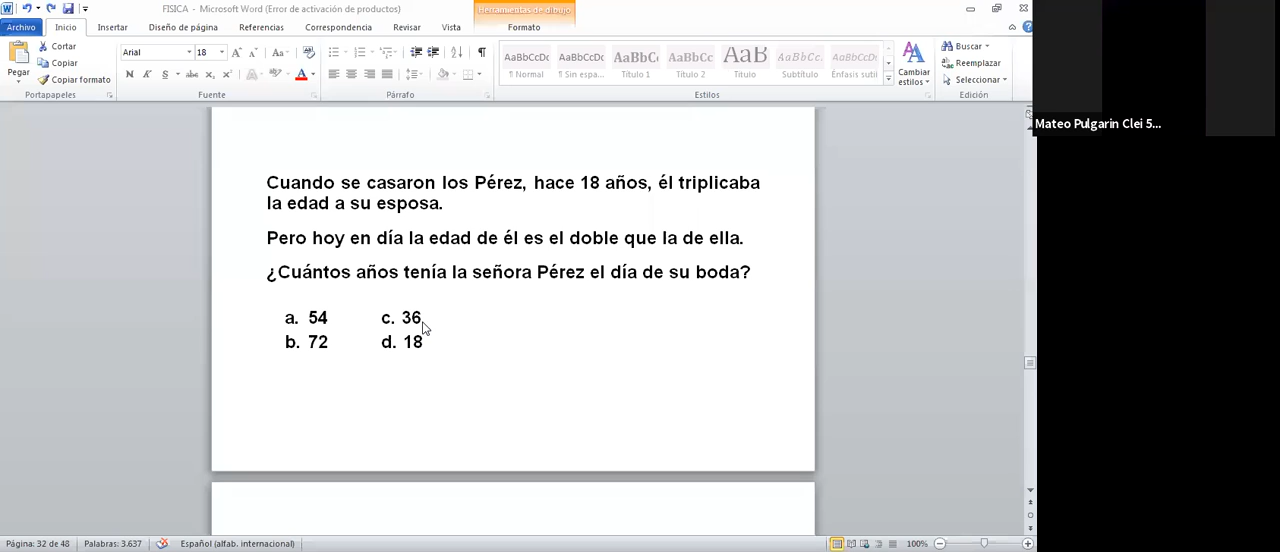 FISICA - Microsoft Word (Error de activación de productos)
Herramientas de dibujo
Archivo Inicio Insertar Diseño de página Referencias Correspondencia Revisar Vista Formato
Pegar
Cortar
Copiar
Copiar formato
Portapapeles
Arial 18
N K S abc x₂ x² A
Fuente
Párrafo
AaBbCcDc AaBbCcDc AaBbC AaBbCc AaB AaBbCc. AaBbCcDc
¶ Normal ¶ Sin espa... Título 1 Título 2 Título Subtítulo Énfasis sutil
Estilos
Cambiar
estilos
Buscar
Reemplazar
Seleccionar
Edición
Mateo Pulgarin Clei 5...
Cuando se casaron los Pérez, hace 18 años, él triplicaba
la edad a su esposa.
Pero hoy en día la edad de él es el doble que la de ella.
¿Cuántos años tenía la señora Pérez el día de su boda?
a. 54 c. 36
b. 72 d. 18
Página: 32 de 48 Palabras: 3.637 Español (alfab. internacional) 100%